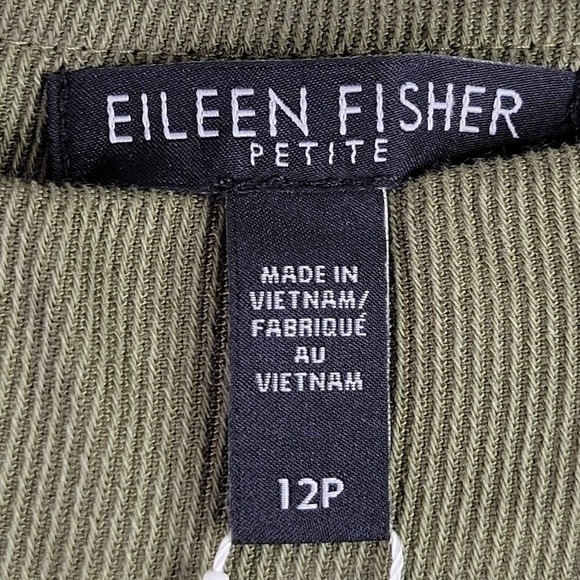 EILEEN FISHER
PETITE
MADE IN
VIETNAM/
FABRIQUÉ
AU
VIETNAM
12P